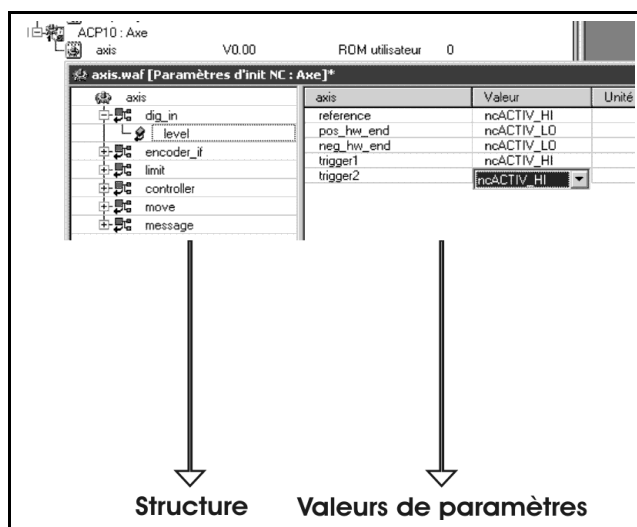 ACP10 : Axe
axis V0.00 ROM utilisateur 0
axis.waf [Paramètres d'init NC : Axe]*
axis axis Valeur Unité
dig_in reference ncACTIV_HI
level pos_hw_end ncACTIV_LO
encoder_if neg_hw_end ncACTIV_LO
limit trigger1 ncACTIV_HI
controller trigger2 ncACTIV_HI
move
message
Structure Valeurs de paramètres